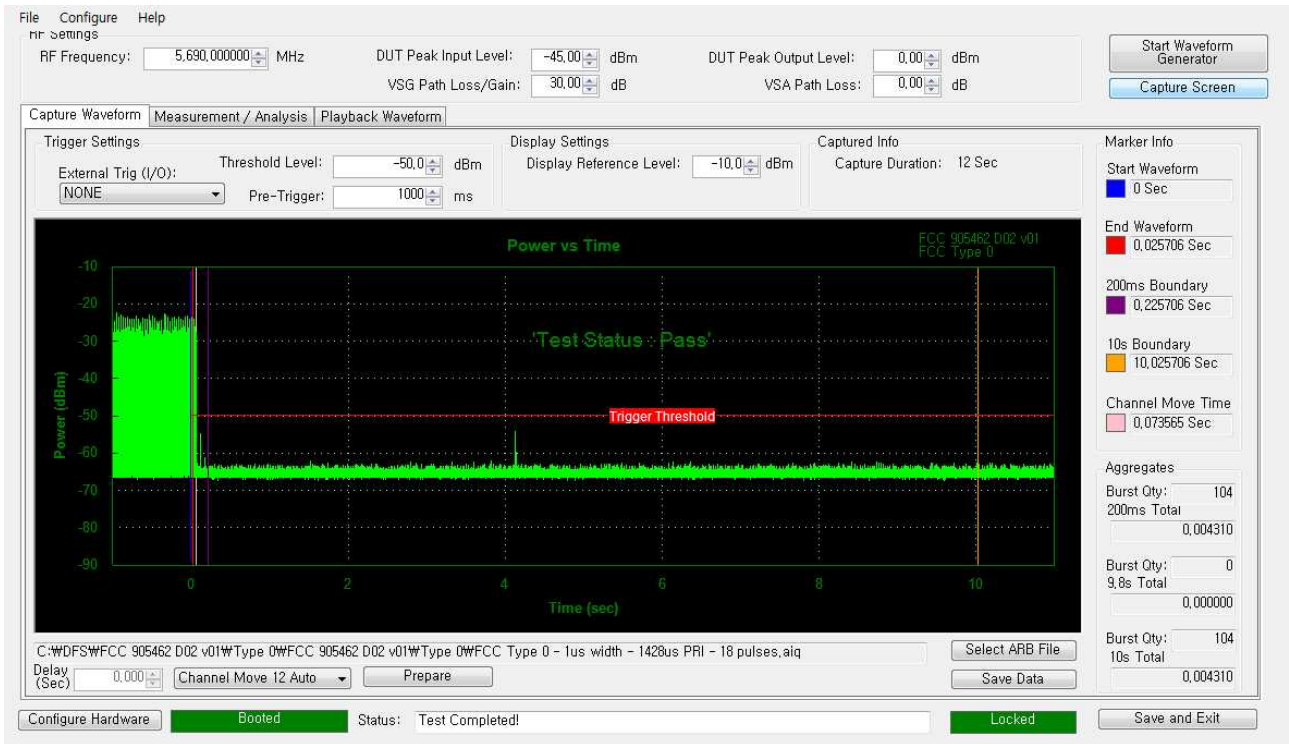 File Configure Help
RF Settings
RF Frequency: 5,690,000000 MHz
DUT Peak Input Level: -45,00 dBm
DUT Peak Output Level: 0,00 dBm
VSG Path Loss/Gain: 30,00 dB
VSA Path Loss: 0,00 dB
Start Waveform
Generator
Capture Screen
Capture Waveform Measurement / Analysis Playback Waveform
Trigger Settings
External Trig (I/O):
NONE
Threshold Level: -50,0 dBm
Pre-Trigger: 1000 ms
Display Settings
Display Reference Level: -10,0 dBm
Captured Info
Capture Duration: 12 Sec
Power vs Time
FCC 905462 D02 v01
FCC Type 0
'Test Status : Pass'
Trigger Threshold
Power (dBm)
-10
-20
-30
-40
-50
-60
-70
-80
-90
0 2 4 6 8 10
Time (sec)
Marker Info
Start Waveform
0 Sec
End Waveform
0,025706 Sec
200ms Boundary
0,225706 Sec
10s Boundary
10,025706 Sec
Channel Move Time
0,073565 Sec
Aggregates
Burst Qty: 104
200ms Total
0,004310
Burst Qty: 0
9,8s Total
0,000000
Burst Qty: 104
10s Total
0,004310
C:₩DFS₩FCC 905462 D02 v01₩Type 0₩FCC 905462 D02 v01₩Type 0₩FCC Type 0 - 1us width - 1428us PRI - 18 pulses,aiq
Select ARB File
Delay
(Sec) 0,000 Channel Move 12 Auto Prepare
Save Data
Configure Hardware Booted Status: Test Completed! Locked Save and Exit